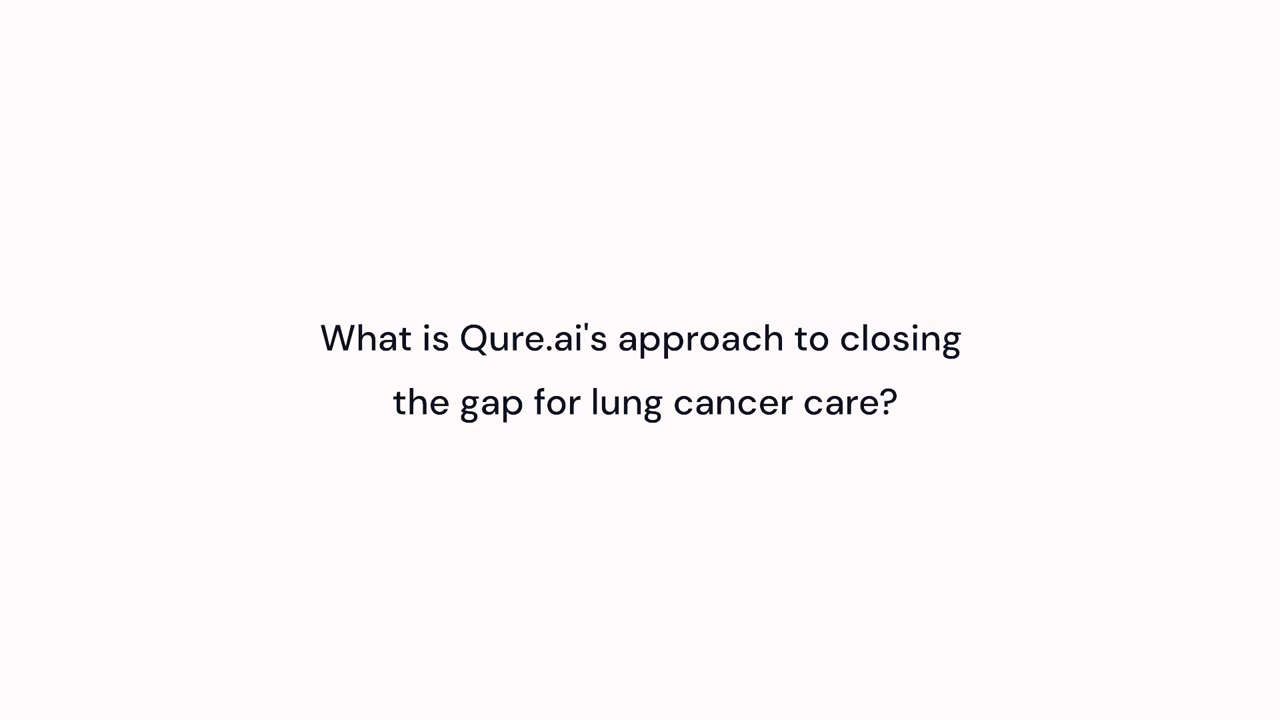 What is Qure.ai's approach to closing
the gap for lung cancer care?